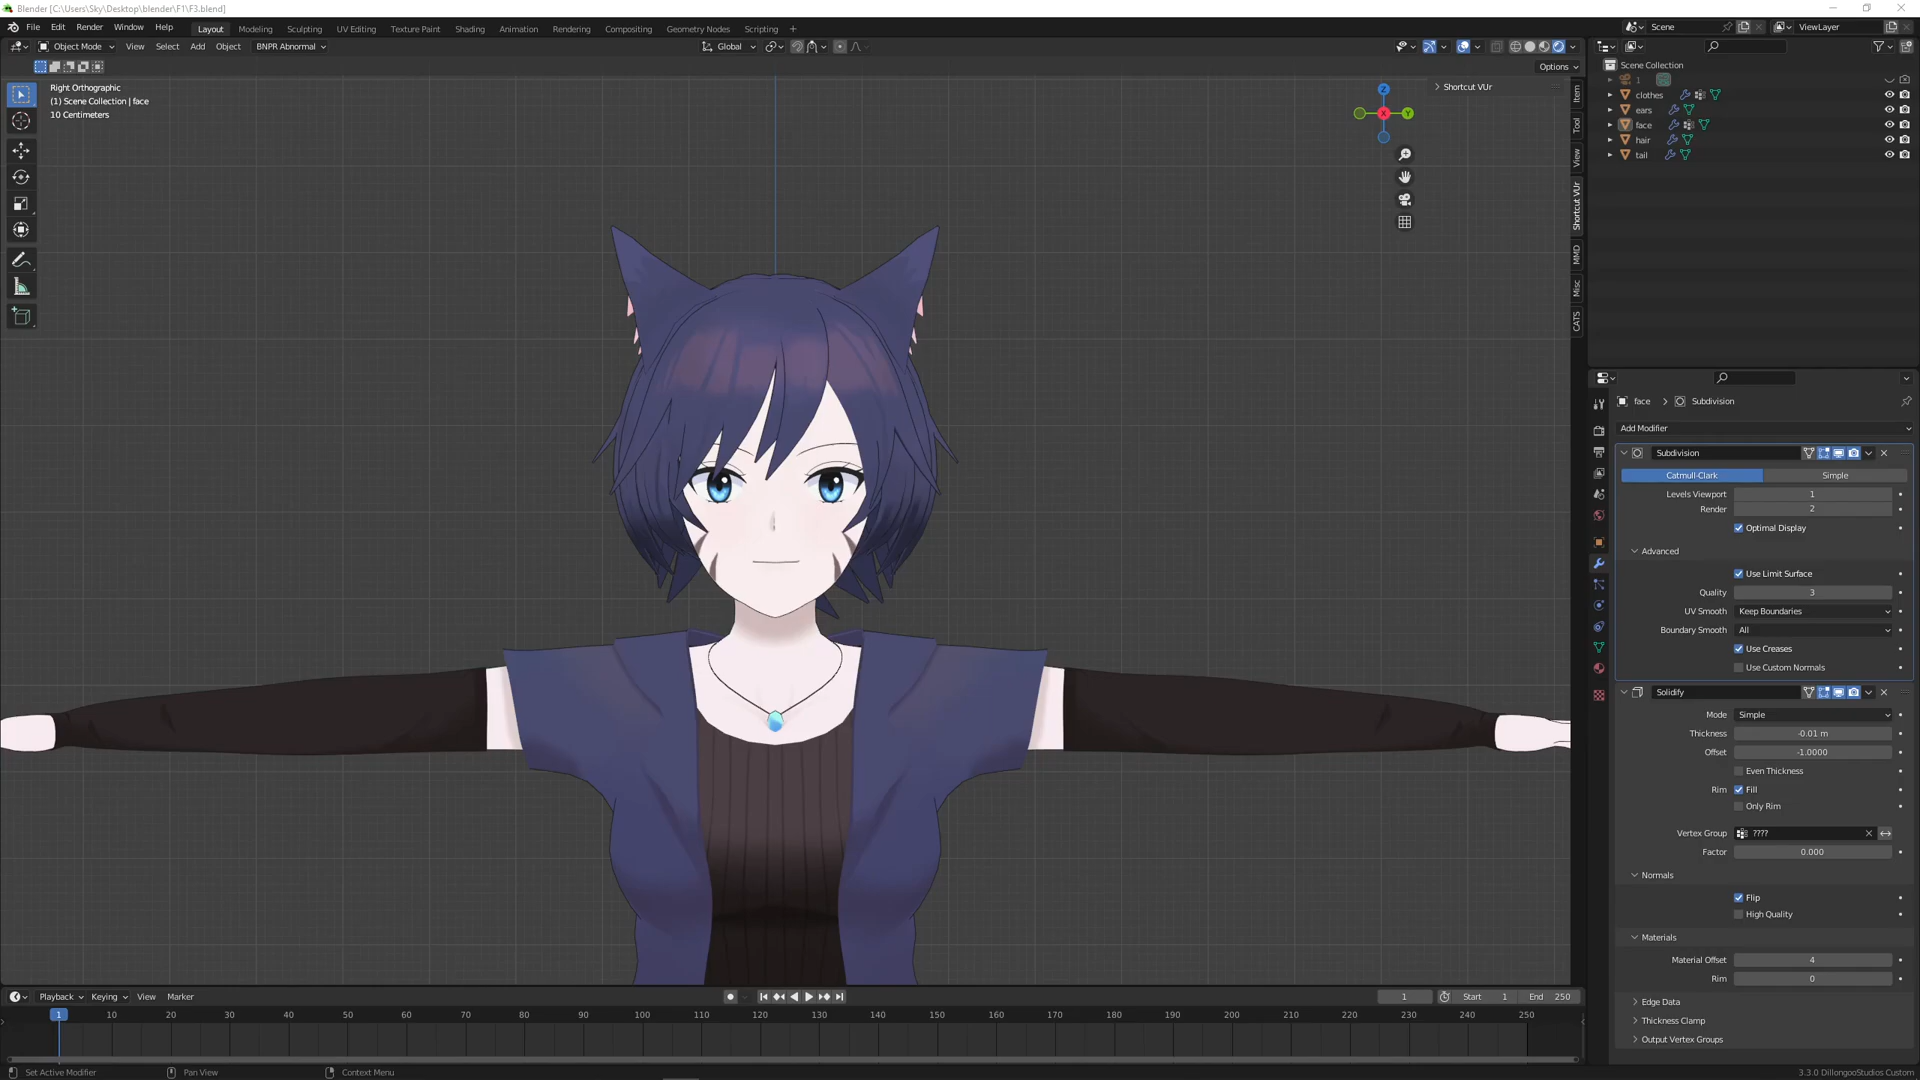 Blender [C:\Users\Sky\Desktop\blender\F1\F3.blend]
File Edit Render Window Help
Layout Modeling Sculpting UV Editing Texture Paint Shading Animation Rendering Compositing Geometry Nodes Scripting +
Scene ViewLayer
Object Mode View Select Add Object BNPR Abnormal Global
Options
Right Orthographic
(1) Scene Collection | face
10 Centimeters
Shortcut VUr
Z
X
Y
Item
Tool
View
Shortcut VUr
MMD
Misc
CATS
Scene Collection
1
clothes
ears
face
hair
tail
face > Subdivision
Add Modifier
Subdivision
Catmull-Clark Simple
Levels Viewport 1
Render 2
Optimal Display
Advanced
Use Limit Surface
Quality 3
UV Smooth Keep Boundaries
Boundary Smooth All
Use Creases
Use Custom Normals
Solidify
Mode Simple
Thickness -0.01 m
Offset -1.0000
Even Thickness
Rim Fill
Only Rim
Vertex Group ????
Factor 0.000
Normals
Flip
High Quality
Materials
Material Offset 4
Rim 0
Edge Data
Thickness Clamp
Output Vertex Groups
Playback Keying View Marker 1 Start 1 End 250
1 10 20 30 40 50 60 70 80 90 100 110 120 130 140 150 160 170 180 190 200 210 220 230 240 250
Set Active Modifier Pan View Context Menu 3.3.0 DillongooStudios Custom